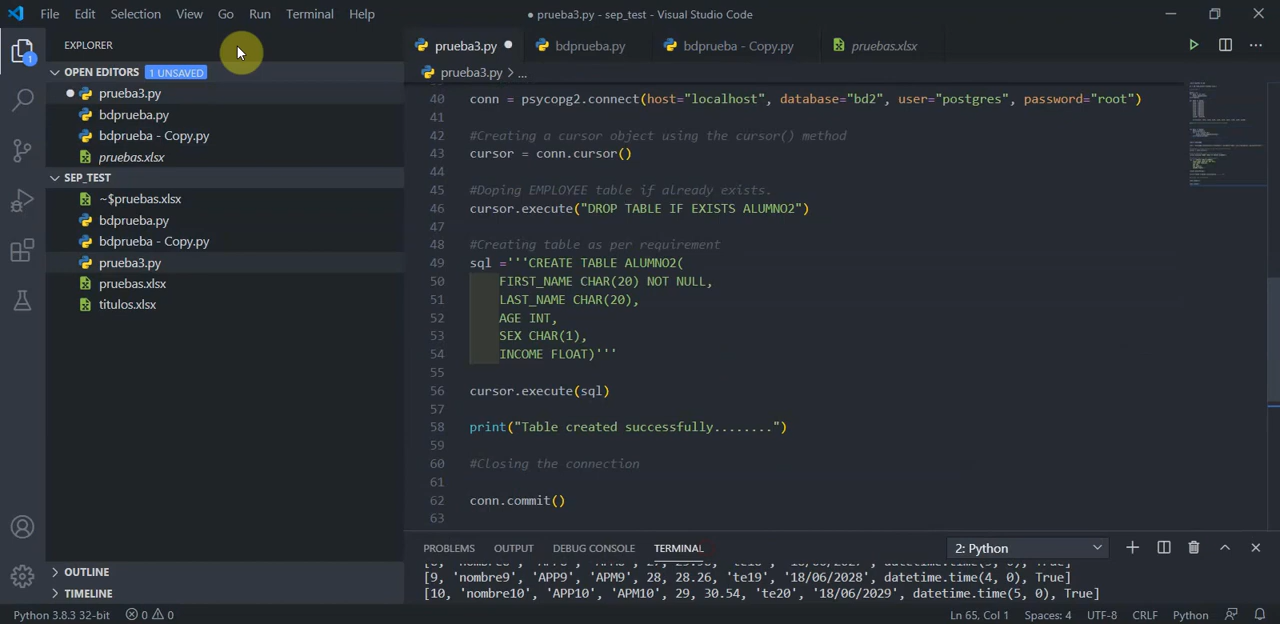 File Edit Selection View Go Run Terminal Help
● prueba3.py - sep_test - Visual Studio Code
EXPLORER
OPEN EDITORS 1 UNSAVED
prueba3.py
bdprueba.py
bdprueba - Copy.py
pruebas.xlsx
SEP_TEST
~$pruebas.xlsx
bdprueba.py
bdprueba - Copy.py
prueba3.py
pruebas.xlsx
titulos.xlsx
OUTLINE
TIMELINE
1
prueba3.py ● bdprueba.py bdprueba - Copy.py pruebas.xlsx
prueba3.py > ...
40 conn = psycopg2.connect(host="localhost", database="bd2", user="postgres", password="root")
41
42 #Creating a cursor object using the cursor() method
43 cursor = conn.cursor()
44
45 #Doping EMPLOYEE table if already exists.
46 cursor.execute("DROP TABLE IF EXISTS ALUMNO2")
47
48 #Creating table as per requirement
49 sql ='''CREATE TABLE ALUMNO2(
50 FIRST_NAME CHAR(20) NOT NULL,
51 LAST_NAME CHAR(20),
52 AGE INT,
53 SEX CHAR(1),
54 INCOME FLOAT)'''
55
56 cursor.execute(sql)
57
58 print("Table created successfully........")
59
60 #Closing the connection
61
62 conn.commit()
63
PROBLEMS OUTPUT DEBUG CONSOLE TERMINAL 2: Python
[9, 'nombre9', 'APP9', 'APM9', 28, 28.26, 'te19', '18/06/2028', datetime.time(4, 0), True]
[10, 'nombre10', 'APP10', 'APM10', 29, 30.54, 'te20', '18/06/2029', datetime.time(5, 0), True]
Python 3.8.3 32-bit 0 0 Ln 65, Col 1 Spaces: 4 UTF-8 CRLF Python